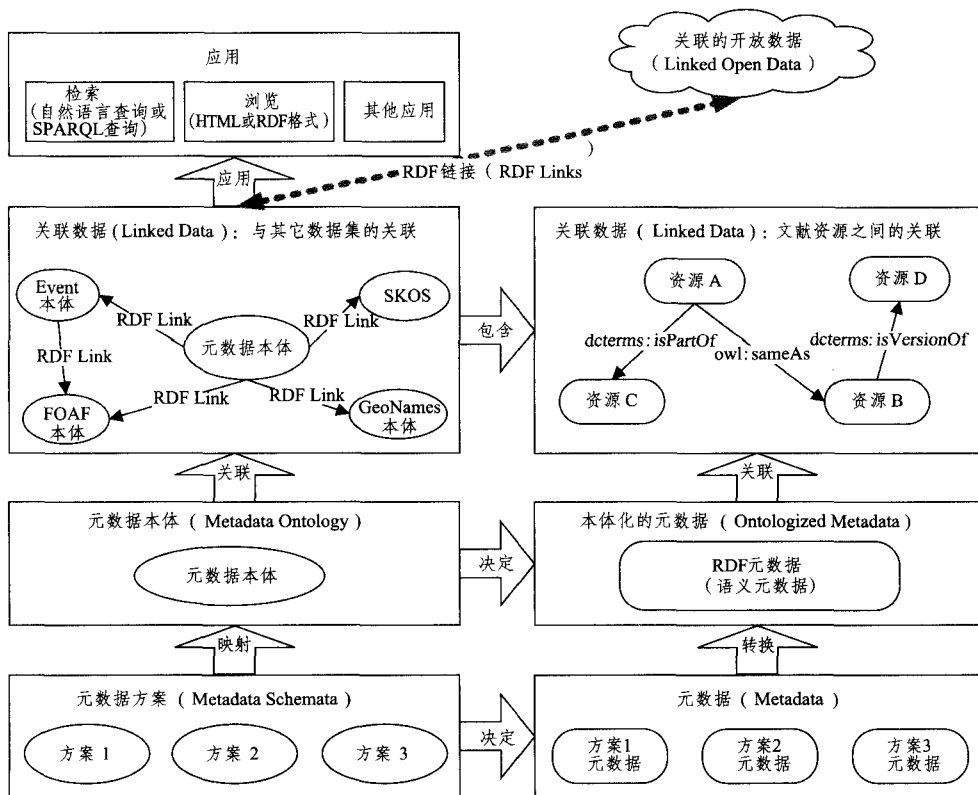 应用
检索
(自然语言查询或
SPARQL查询)
浏览
(HTML或RDF格式)
其他应用
关联的开放数据
( Linked Open Data )
RDF链接 ( RDF Links
)
应用
关联数据 (Linked Data) : 与其它数据集的关联
Event
本体
RDF Link
SKOS
RDF Link
元数据本体
RDF Link
RDF Link
RDF Link
FOAF
本体
GeoNames
本体
包含
关联数据 ( Linked Data ) : 文献资源之间的关联
资源 A
资源 D
dcterms:isPartOf
owl:sameAs
dcterms:isVersionOf
资源 C
资源 B
关联
关联
元数据本体 ( Metadata Ontology )
元数据本体
决定
本体化的元数据 ( Ontologized Metadata )
RDF元数据
( 语义元数据 )
映射
转换
元数据方案 ( Metadata Schemata )
方案 1
方案 2
方案 3
决定
元数据 ( Metadata )
方案1
元数据
方案2
元数据
方案3
元数据